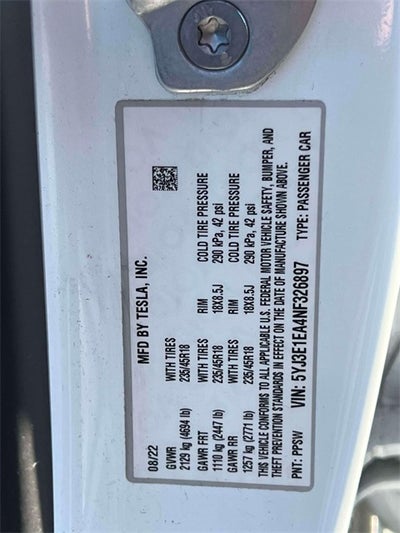 MFD BY TESLA, INC.
08/22
GVWR WITH TIRES RIM COLD TIRE PRESSURE
2129 kg (4694 lb) 235/45R18 18X8.5J 290 kPa, 42 psi
GAWR FRT WITH TIRES RIM COLD TIRE PRESSURE
1110 kg (2447 lb) 235/45R18 18X8.5J 290 kPa, 42 psi
GAWR RR WITH TIRES RIM COLD TIRE PRESSURE
1257 kg (2771 lb) 235/45R18 18X8.5J 290 kPa, 42 psi
THIS VEHICLE CONFORMS TO ALL APPLICABLE U.S. FEDERAL MOTOR VEHICLE SAFETY, BUMPER, AND
THEFT PREVENTION STANDARDS IN EFFECT ON THE DATE OF MANUFACTURE SHOWN ABOVE.
PNT: PPSW VIN: 5YJ3E1EA4NF326897 TYPE: PASSENGER CAR